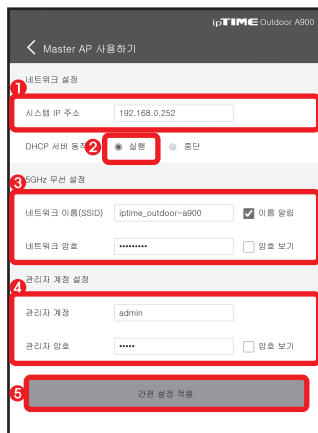 ipTIME Outdoor A900
Master AP 사용하기
네트워크 설정
1
시스템 IP 주소 192.168.0.252
DHCP 서버 동작 2 실행 중단
3
5GHz 무선 설정
네트워크 이름(SSID) iptime_outdoor-a900 이름 알림
네트워크 암호 ••••••••• 암호 보기
관리자 계정 설정
4
관리자 계정 admin
관리자 암호 ••••• 암호 보기
5 간편 설정 적용